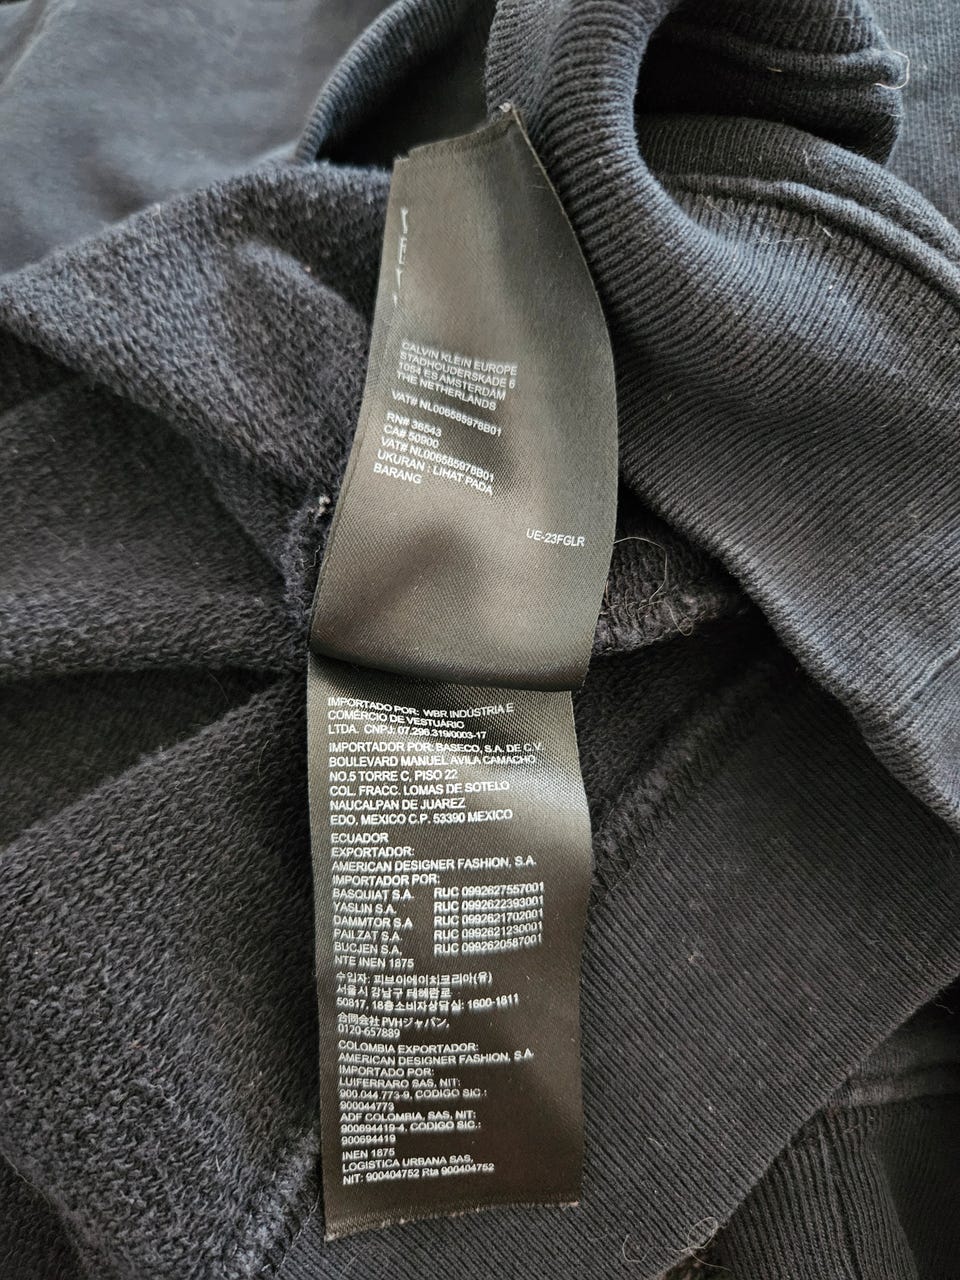 CALVIN KLEIN EUROPE
STADHOUDERSKADE 6
1054 ES AMSTERDAM
THE NETHERLANDS
VAT# NL006585976B01
RN# 36543
CA# 50900
VAT# NL006585976B01
UKURAN : LIHAT PADA
BARANG
UE-23FGLR
IMPORTADO POR: WBR INDÚSTRIA E
COMÉRCIO DE VESTUÁRIO
LTDA. CNPJ: 07.296.319/0003-17
IMPORTADOR POR: BASECO, S.A. DE C.V.
BOULEVARD MANUEL AVILA CAMACHO
NO.5 TORRE C, PISO 22
COL. FRACC. LOMAS DE SOTELO
NAUCALPAN DE JUAREZ
EDO, MEXICO C.P. 53390 MEXICO
ECUADOR
EXPORTADOR:
AMERICAN DESIGNER FASHION, S.A.
IMPORTADO POR:
BASQUIAT S.A. RUC 0992627557001
YASLIN S.A. RUC 0992622393001
DAMMTOR S.A RUC 0992621702001
PAILZAT S.A. RUC 0992621230001
BUCJEN S.A. RUC 0992620587001
NTE INEN 1875
수입자: 피브이에이치코리아(유)
서울시 강남구 테헤란로
50817, 18층소비자상담실: 1600-1811
合同会社 PVHジャパン,
0120-657889
COLOMBIA EXPORTADOR:
AMERICAN DESIGNER FASHION, S.A.
IMPORTADO POR:
LUIFERRARO SAS, NIT:
900.044.773-9, CODIGO SIC.:
900044773
ADF COLOMBIA, SAS, NIT:
900694419-4, CODIGO SIC.:
900694419
INEN 1875
LOGISTICA URBANA SAS,
NIT: 900404752 Rta 900404752